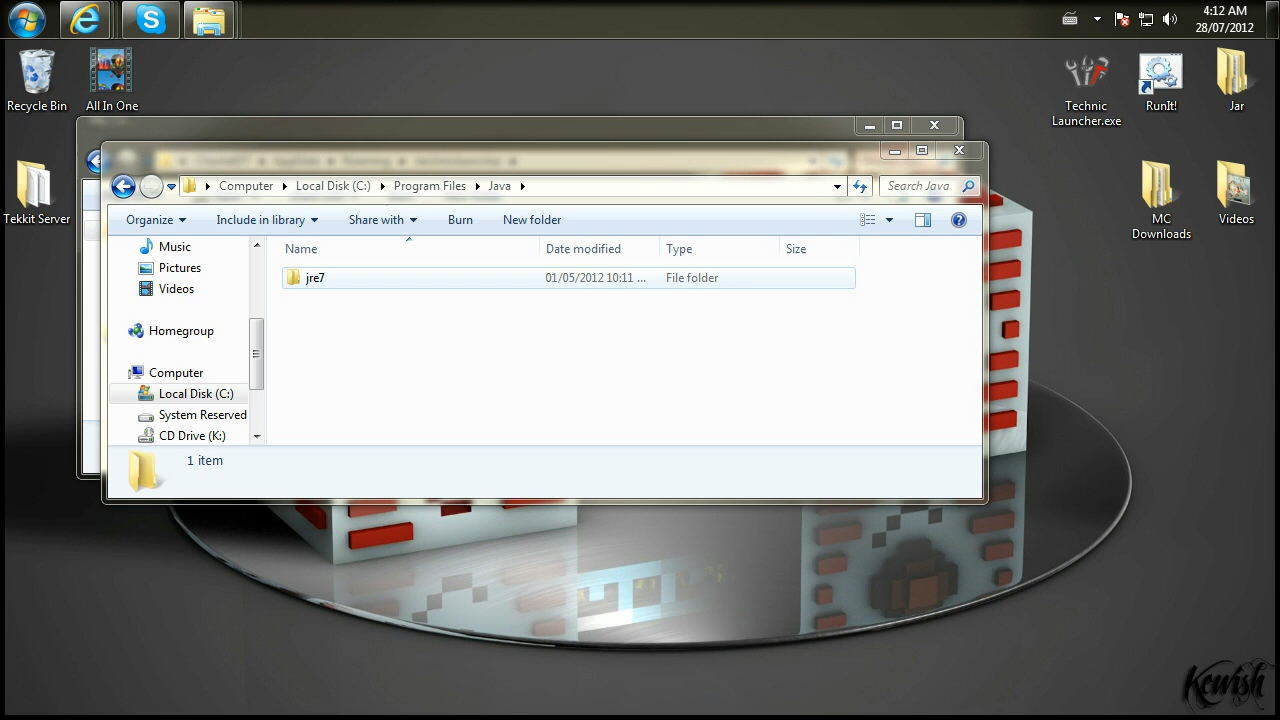 4:12 AM
28/07/2012
Recycle Bin
All In One
Technic Launcher.exe
RunIt!
Jar
Tekkit Server
MC Downloads
Videos
Computer
Local Disk (C:)
Program Files
Java
Search Java
Organize
Include in library
Share with
Burn
New folder
Name
Date modified
Type
Size
Music
Pictures
Videos
Homegroup
Computer
Local Disk (C:)
System Reserved
CD Drive (K:)
jre7
01/05/2012 10:11 ...
File folder
1 item
Kewish